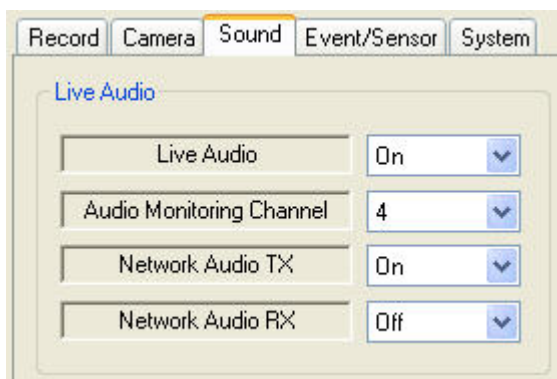 Record Camera Sound Event/Sensor System
Live Audio
Live Audio On
Audio Monitoring Channel 4
Network Audio TX On
Network Audio RX Off